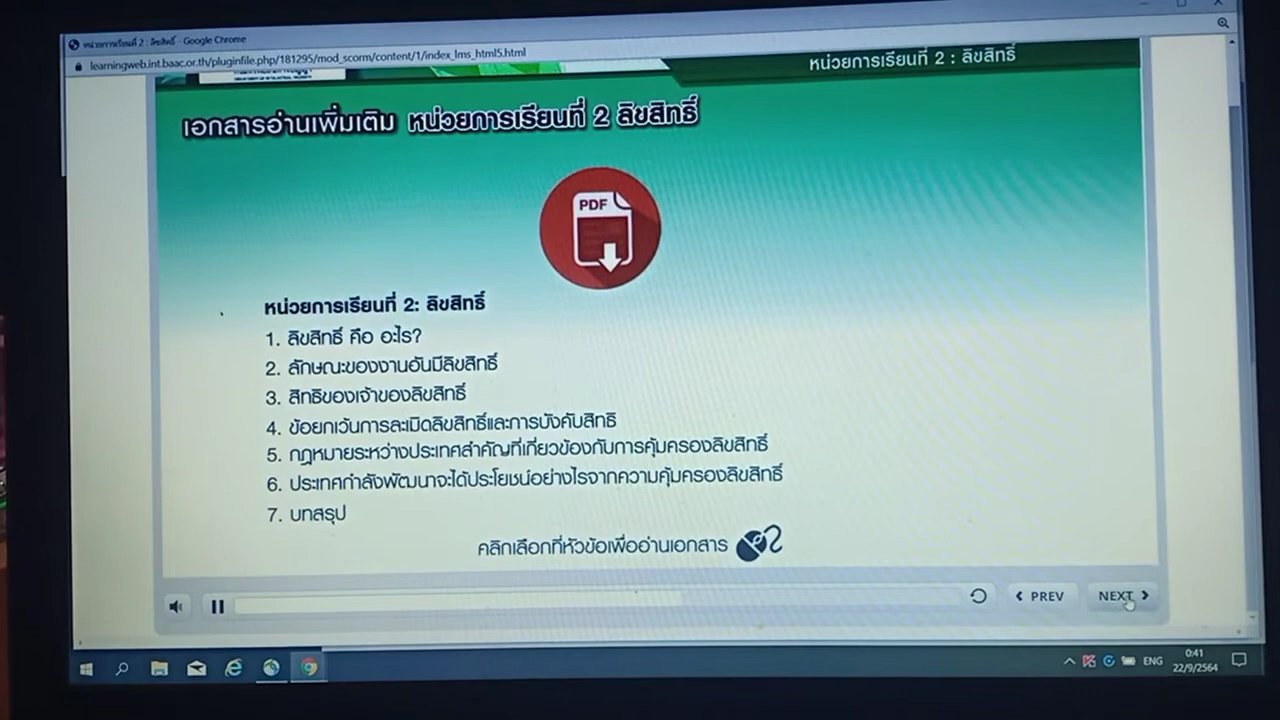 หน่วยการเรียนที่ 2 : ลิขสิทธิ์ - Google Chrome
learningweb.int.baac.or.th/pluginfile.php/181295/mod_scorm/content/1/index_lms_html5.html
หน่วยการเรียนที่ 2 : ลิขสิทธิ์
เอกสารอ่านเพิ่มเติม หน่วยการเรียนที่ 2 ลิขสิทธิ์
PDF
หน่วยการเรียนที่ 2: ลิขสิทธิ์
1. ลิขสิทธิ์ คือ อะไร?
2. ลักษณะของงานอันมีลิขสิทธิ์
3. สิทธิของเจ้าของลิขสิทธิ์
4. ข้อยกเว้นการละเมิดลิขสิทธิ์และการบังคับสิทธิ
5. กฎหมายระหว่างประเทศสำคัญที่เกี่ยวข้องกับการคุ้มครองลิขสิทธิ์
6. ประเทศกำลังพัฒนาจะได้ประโยชน์อย่างไรจากความคุ้มครองลิขสิทธิ์
7. บทสรุป
คลิกเลือกที่หัวข้อเพื่ออ่านเอกสาร
PREV NEXT
ENG 0:41
22/9/2564